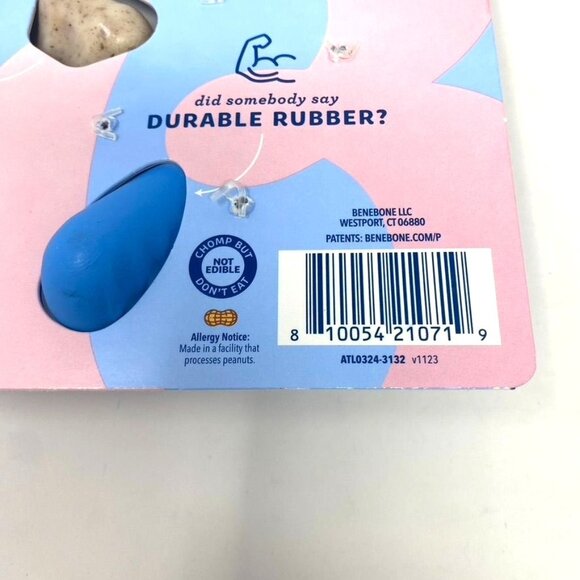 did somebody say
DURABLE RUBBER?
BENEBONE LLC
WESTPORT, CT 06880
PATENTS: BENEBONE.COM/P
CHOMP BUT
NOT
EDIBLE
DON'T EAT
Allergy Notice:
Made in a facility that
processes peanuts.
8 10054 21071 9
ATL0324-3132 v1123